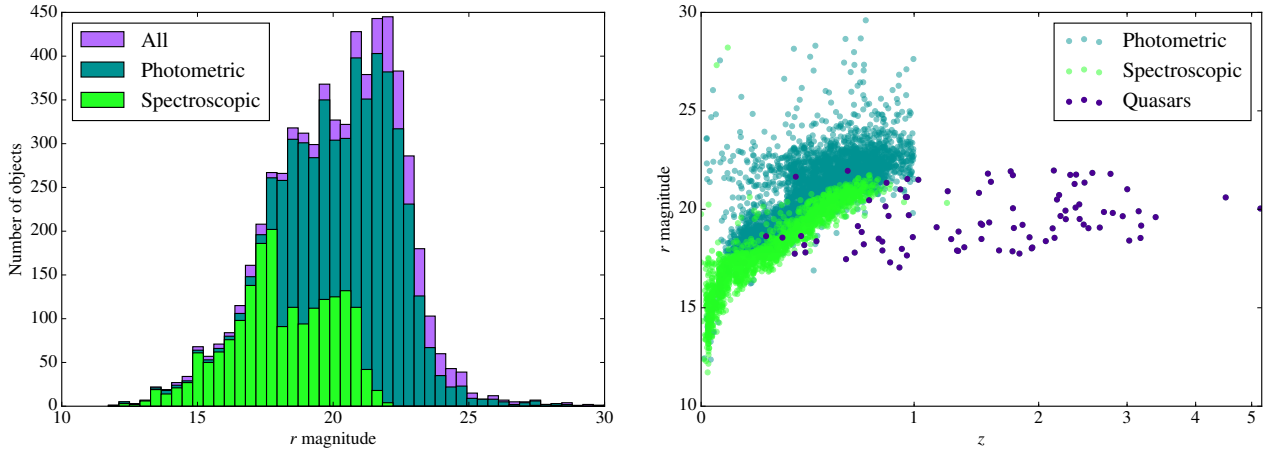 All
Photometric
Spectroscopic
Number of objects
450
400
350
300
250
200
150
100
50
0
10
15
20
25
30
r magnitude
Photometric
Spectroscopic
Quasars
r magnitude
30
25
20
15
10
0
1
2
3
4
5
z